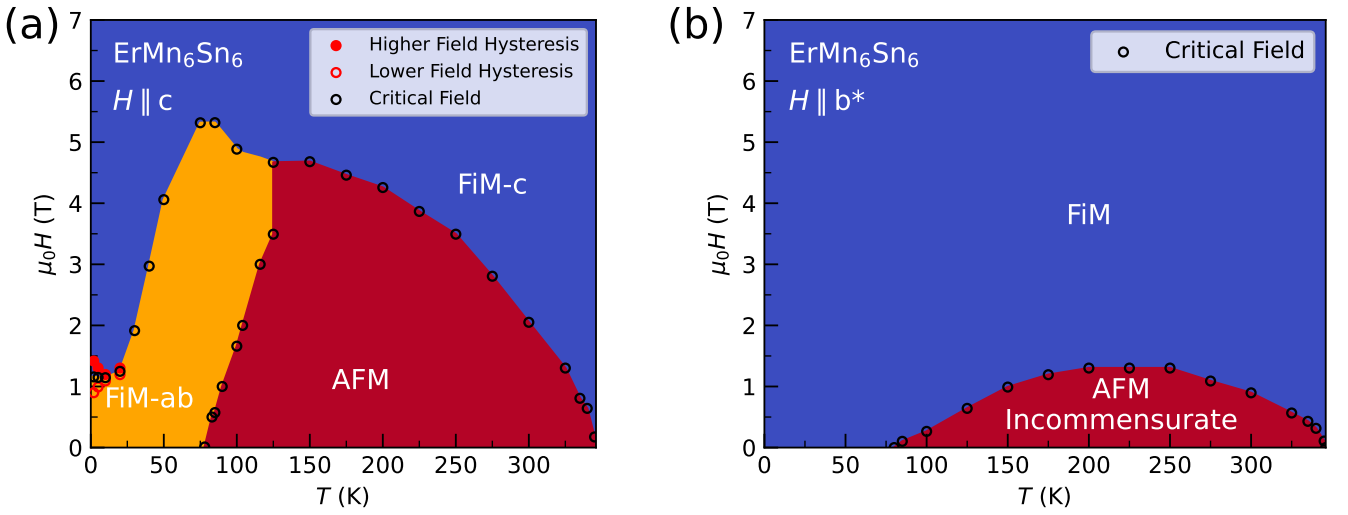 (a)
7
6
5
4
3
2
1
0
μ₀H (T)
ErMn₆Sn₆
H ∥ c
Higher Field Hysteresis
Lower Field Hysteresis
Critical Field
FiM-c
FiM-ab
AFM
0 50 100 150 200 250 300
T (K)
(b)
7
6
5
4
3
2
1
0
μ₀H (T)
ErMn₆Sn₆
H ∥ b*
Critical Field
FiM
AFM
Incommensurate
0 50 100 150 200 250 300
T (K)